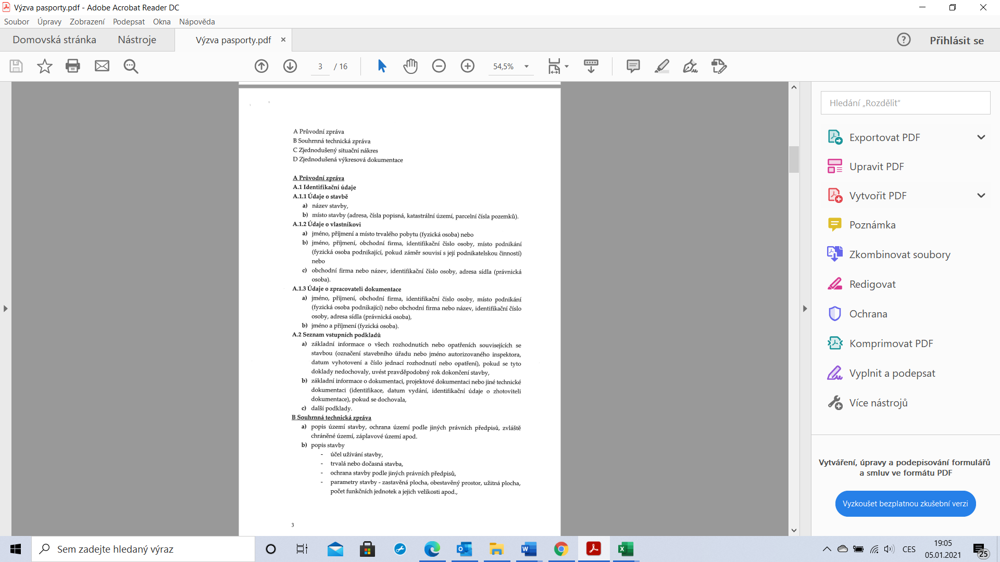 Výzva pasporty.pdf - Adobe Acrobat Reader DC
Soubor Úpravy Zobrazení Podepsat Okna Nápověda
Domovská stránka Nástroje Výzva pasporty.pdf × Přihlásit se
3 / 16 54,5%
A Průvodní zpráva
B Souhrnná technická zpráva
C Zjednodušený situační nákres
D Zjednodušená výkresová dokumentace
A Průvodní zpráva
A.1 Identifikační údaje
A.1.1 Údaje o stavbě
a) název stavby,
b) místo stavby (adresa, čísla popisná, katastrální území, parcelní čísla pozemků).
A.1.2 Údaje o vlastníkovi
a) jméno, příjmení a místo trvalého pobytu (fyzická osoba) nebo
b) jméno, příjmení, obchodní firma, identifikační číslo osoby, místo podnikání
(fyzická osoba podnikající, pokud záměr souvisí s její podnikatelskou činností)
nebo
c) obchodní firma nebo název, identifikační číslo osoby, adresa sídla (právnická
osoba).
A.1.3 Údaje o zpracovateli dokumentace
a) jméno, příjmení, obchodní firma, identifikační číslo osoby, místo podnikání
(fyzická osoba podnikající) nebo obchodní firma nebo název, identifikační číslo
osoby, adresa sídla (právnická osoba),
b) jméno a příjmení (fyzická osoba).
A.2 Seznam vstupních podkladů
a) základní informace o všech rozhodnutích nebo opatřeních souvisejících se
stavbou (označení stavebního úřadu nebo jméno autorizovaného inspektora,
datum vyhotovení a číslo jednací rozhodnutí nebo opatření), pokud se tyto
doklady nedochovaly, uvést pravděpodobný rok dokončení stavby,
b) základní informace o dokumentaci, projektové dokumentaci nebo jiné technické
dokumentaci (identifikace, datum vydání, identifikační údaje o zhotoviteli
dokumentace), pokud se dochovala,
c) další podklady.
B Souhrnná technická zpráva
a) popis území stavby, ochrana území podle jiných právních předpisů, zvláště
chráněné území, záplavové území apod.
b) popis stavby
- účel užívání stavby,
- trvalá nebo dočasná stavba,
- ochrana stavby podle jiných právních předpisů,
- parametry stavby - zastavěná plocha, obestavěný prostor, užitná plocha,
počet funkčních jednotek a jejich velikosti apod.,
3
Hledání „Rozdělit“
Exportovat PDF
Upravit PDF
Vytvořit PDF
Poznámka
Zkombinovat soubory
Redigovat
Ochrana
Komprimovat PDF
Vyplnit a podepsat
Více nástrojů
Vytváření, úpravy a podepisování formulářů
a smluv ve formátu PDF
Vyzkoušet bezplatnou zkušební verzi
Sem zadejte hledaný výraz
CES
19:05
05.01.2021
25